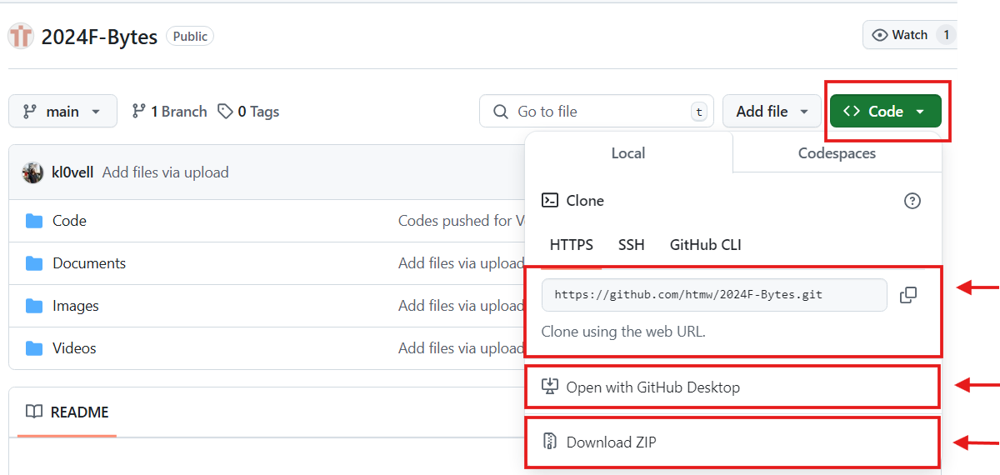 2024F-Bytes Public Watch 1
main 1 Branch 0 Tags Go to file t Add file Code
Local Codespaces
kl0vell Add files via upload
Clone
Code Codes pushed for V
HTTPS SSH GitHub CLI
Documents Add files via upload
https://github.com/htmw/2024F-Bytes.git
Images Add files via upload
Clone using the web URL.
Videos Add files via upload
Open with GitHub Desktop
README
Download ZIP